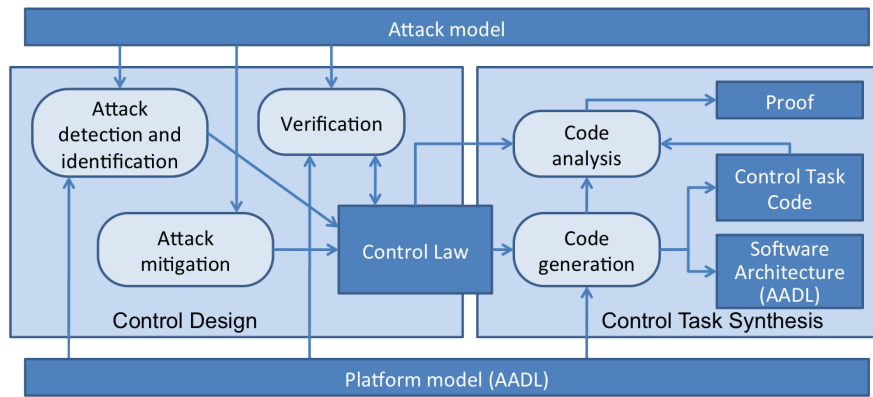 Attack model
Attack
detection and
identification
Verification
Attack
mitigation
Control Law
Control Design
Code
analysis
Code
generation
Proof
Control Task
Code
Software
Architecture
(AADL)
Control Task Synthesis
Platform model (AADL)